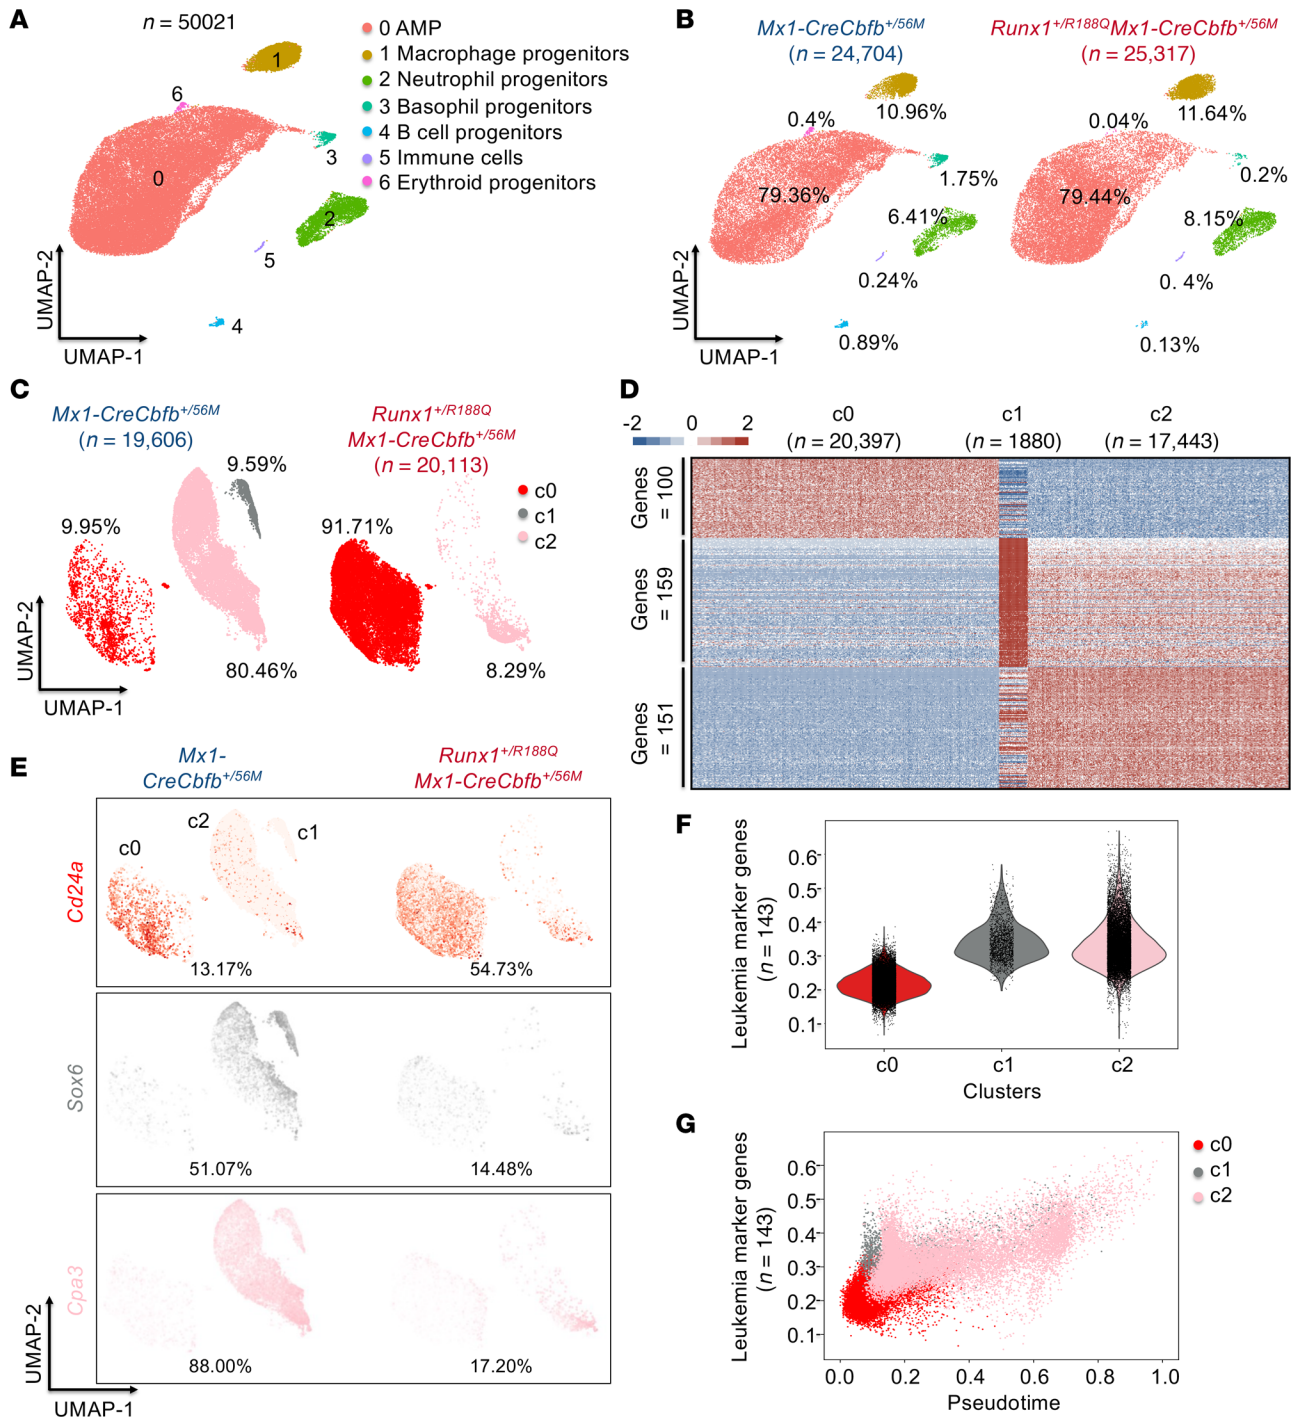 A
n = 50021
0 AMP
1 Macrophage progenitors
2 Neutrophil progenitors
3 Basophil progenitors
4 B cell progenitors
5 Immune cells
6 Erythroid progenitors
1
6
0
3
2
5
4
UMAP-2
UMAP-1
B
Mx1-CreCbfb+/56M
(n = 24,704)
Runx1+/R188QMx1-CreCbfb+/56M
(n = 25,317)
10.96%
0.4%
79.36%
1.75%
6.41%
0.24%
0.89%
11.64%
0.04%
79.44%
0.2%
8.15%
0. 4%
0.13%
UMAP-2
UMAP-1
C
Mx1-CreCbfb+/56M
(n = 19,606)
Runx1+/R188Q
Mx1-CreCbfb+/56M
(n = 20,113)
9.59%
9.95%
80.46%
91.71%
8.29%
c0
c1
c2
UMAP-2
UMAP-1
D
-2
0
2
c0
(n = 20,397)
c1
(n = 1880)
c2
(n = 17,443)
Genes
= 100
Genes
= 159
Genes
= 151
E
Mx1-
CreCbfb+/56M
Runx1+/R188Q
Mx1-CreCbfb+/56M
Cd24a
c0
c2
c1
13.17%
54.73%
Sox6
51.07%
14.48%
Cpa3
88.00%
17.20%
UMAP-2
UMAP-1
F
Leukemia marker genes
(n = 143)
0.6
0.5
0.4
0.3
0.2
0.1
c0
c1
c2
Clusters
G
Leukemia marker genes
(n = 143)
0.6
0.5
0.4
0.3
0.2
0.1
0.0
0.2
0.4
0.6
0.8
1.0
Pseudotime
c0
c1
c2